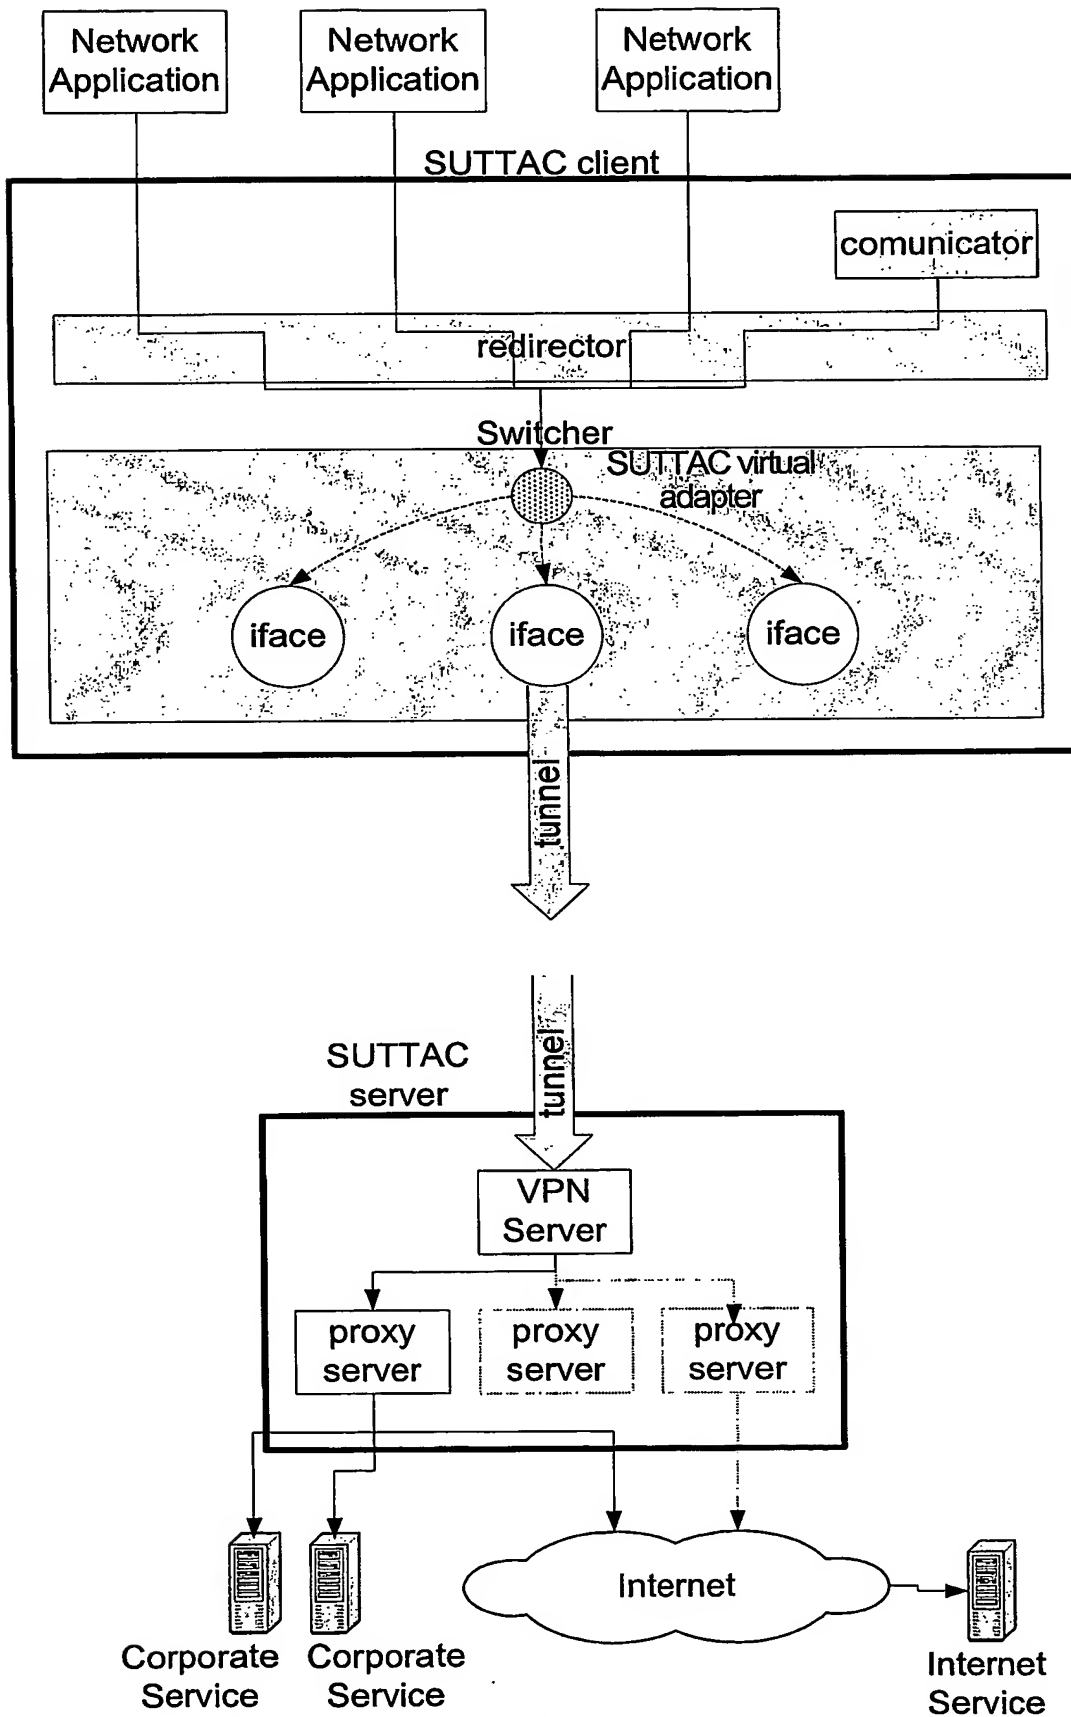 Network
Application
Network
Application
Network
Application
SUTTAC client
comunicator
redirector
Switcher
SUTTAC virtual
adapter
iface
iface
iface
tunnel
tunnel
SUTTAC
server
VPN
Server
proxy
server
proxy
server
proxy
server
Internet
Corporate
Service
Corporate
Service
Internet
Service